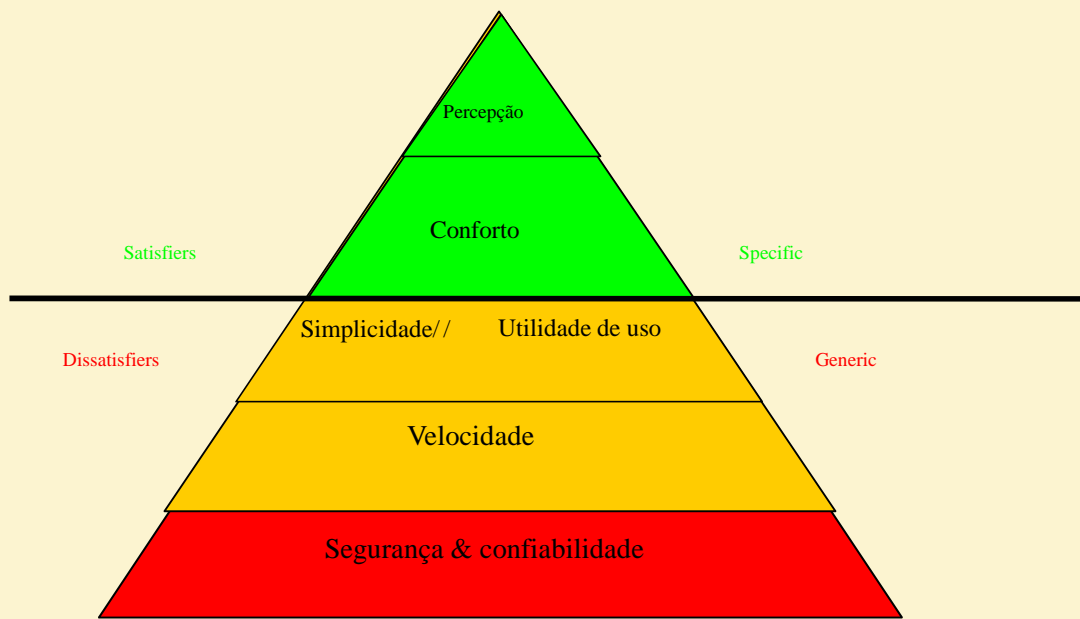 Percepção
Conforto
Satisfiers
Specific
Simplicidade// Utilidade de uso
Dissatisfiers
Generic
Velocidade
Segurança & confiabilidade